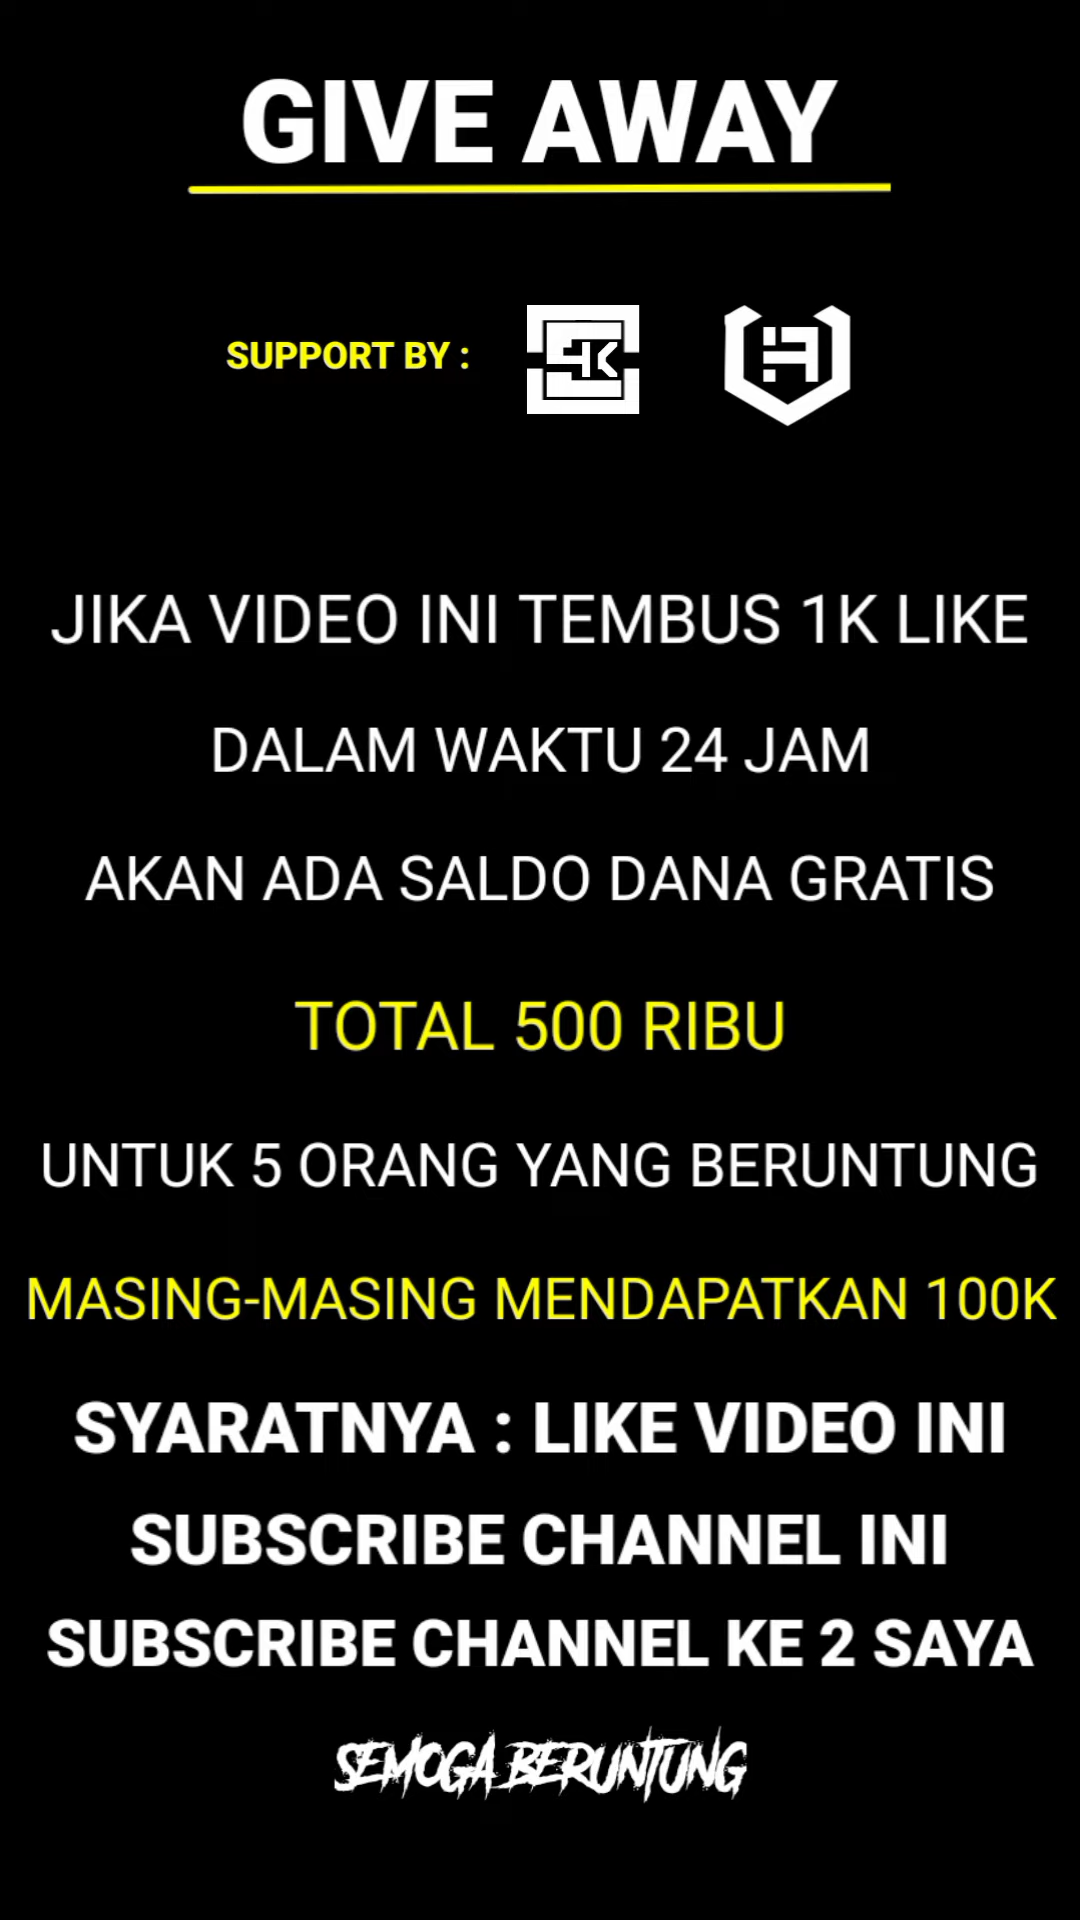 GIVE AWAY
SUPPORT BY :
JIKA VIDEO INI TEMBUS 1K LIKE
DALAM WAKTU 24 JAM
AKAN ADA SALDO DANA GRATIS
TOTAL 500 RIBU
UNTUK 5 ORANG YANG BERUNTUNG
MASING-MASING MENDAPATKAN 100K
SYARATNYA : LIKE VIDEO INI
SUBSCRIBE CHANNEL INI
SUBSCRIBE CHANNEL KE 2 SAYA
SEMOGA BERUNTUNG